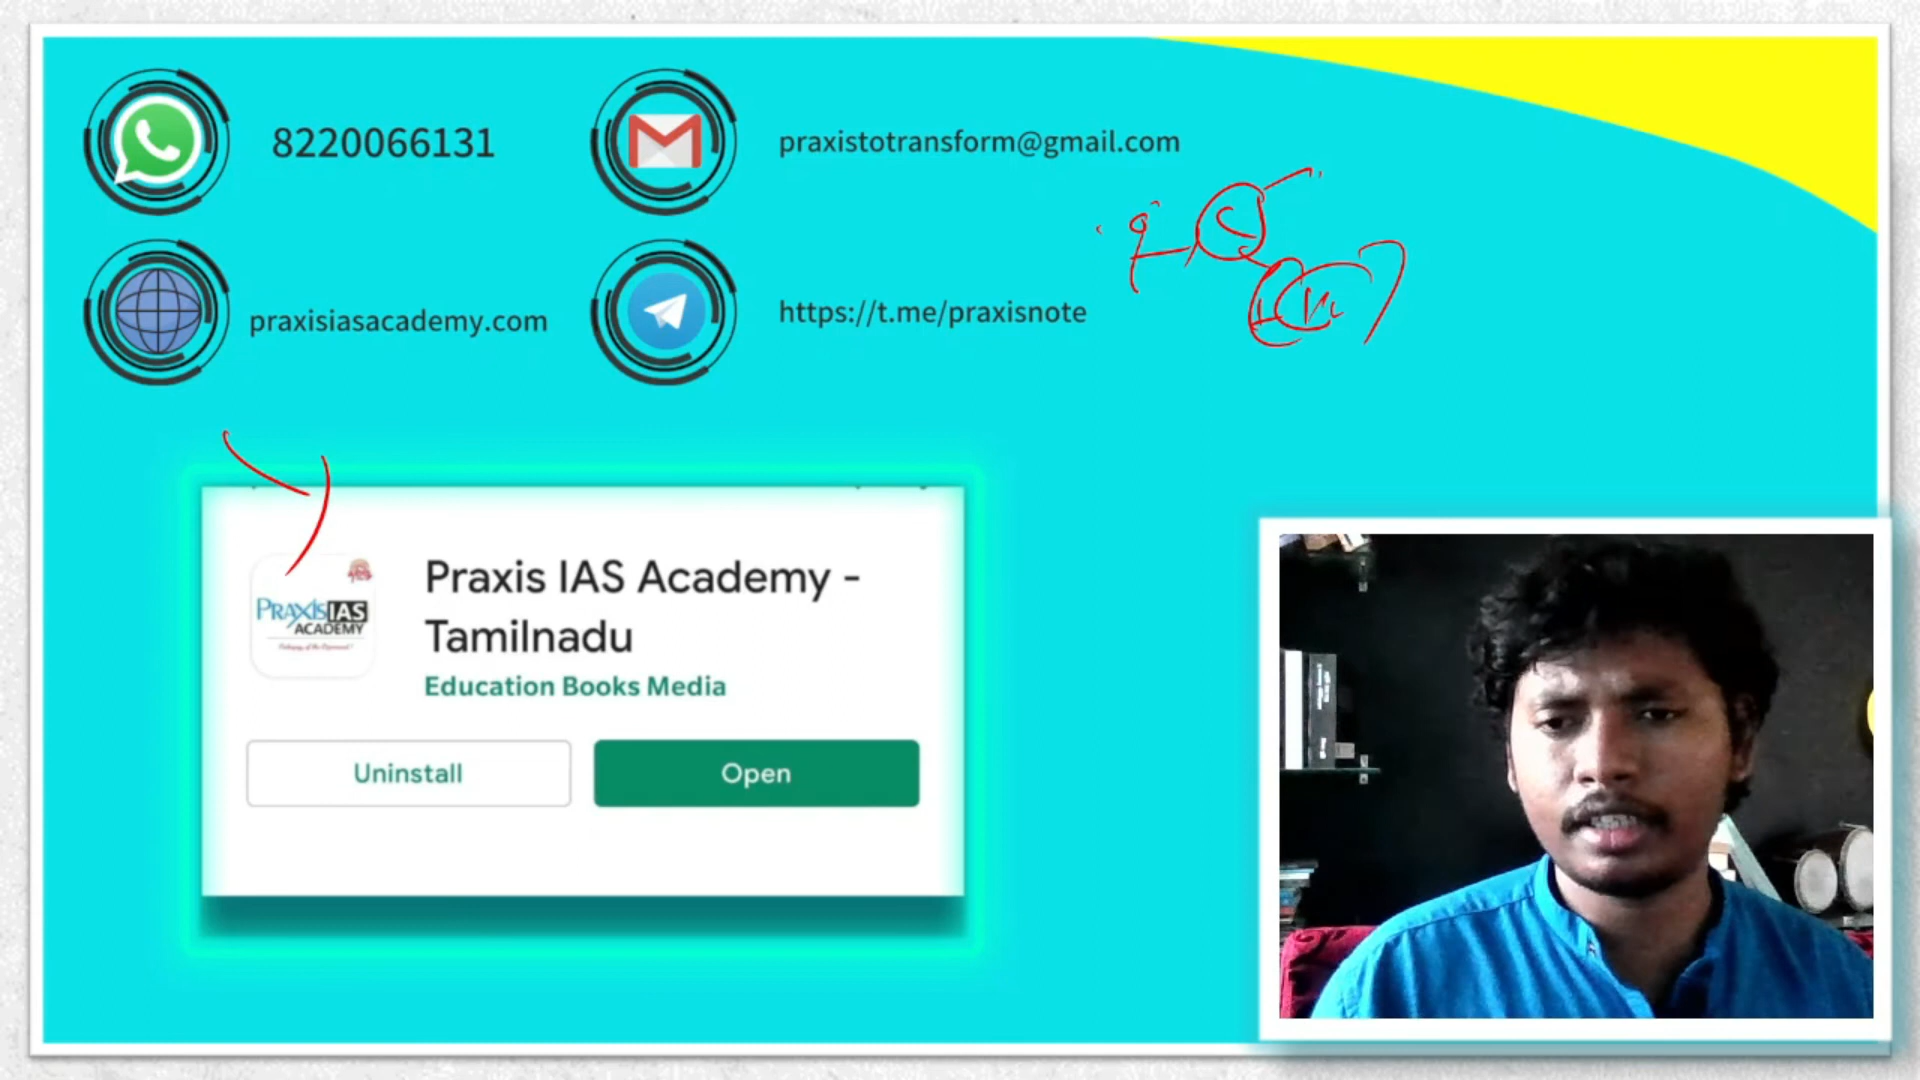 8220066131
praxistotransform@gmail.com
praxisiasacademy.com
https://t.me/praxisnote
PRAXIS IAS
ACADEMY
Praxis IAS Academy -
Tamilnadu
Education Books Media
Uninstall
Open